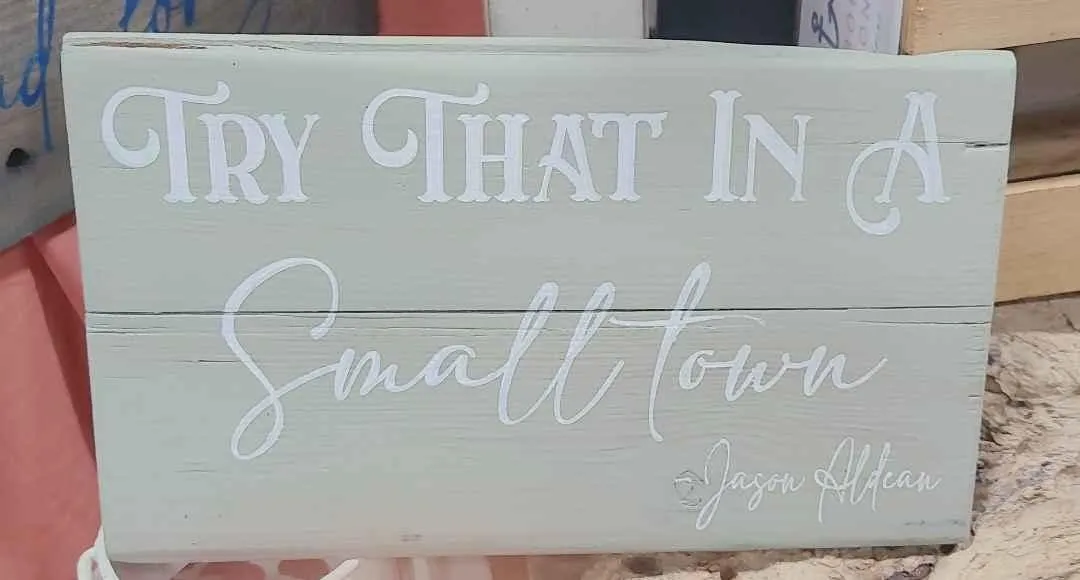 TRY THAT IN A
Small town
-Jason Aldean